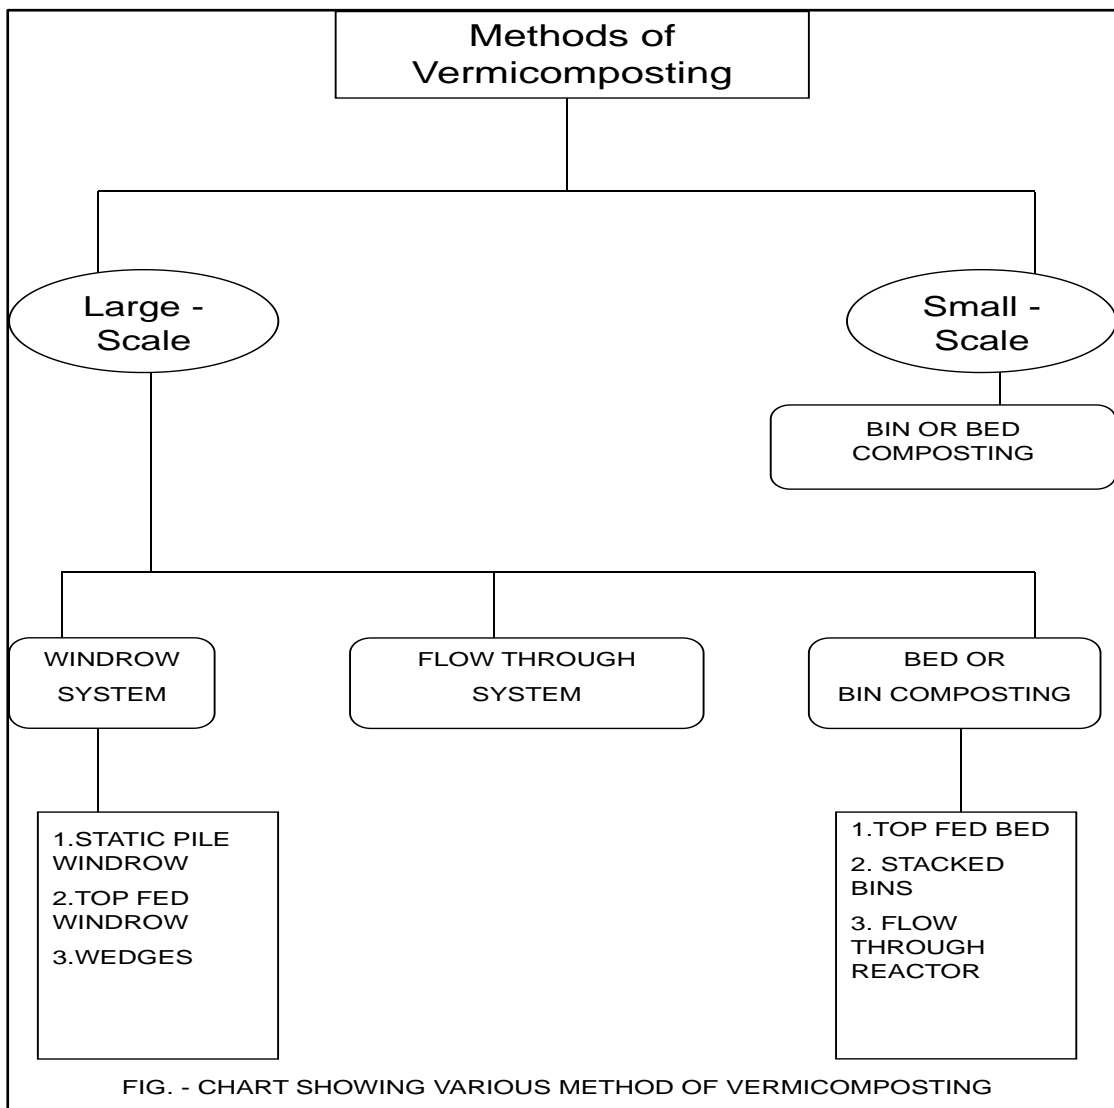 Methods of
Vermicomposting
Large -
Scale
Small -
Scale
BIN OR BED
COMPOSTING
WINDROW
SYSTEM
FLOW THROUGH
SYSTEM
BED OR
BIN COMPOSTING
1.STATIC PILE
WINDROW
2.TOP FED
WINDROW
3.WEDGES
1.TOP FED BED
2. STACKED
BINS
3. FLOW
THROUGH
REACTOR
FIG. - CHART SHOWING VARIOUS METHOD OF VERMICOMPOSTING